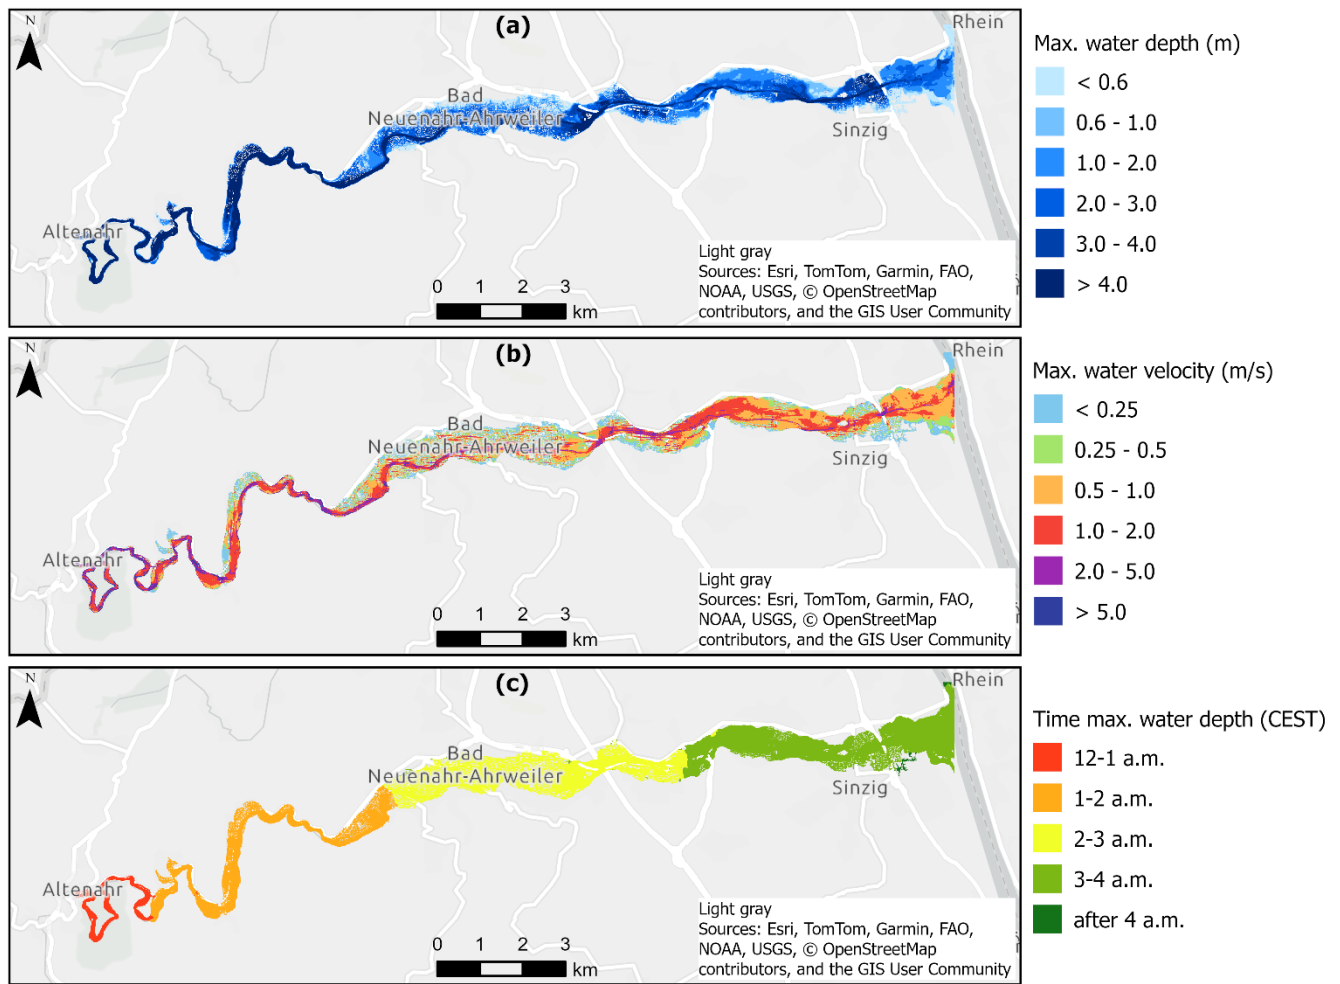 (a)
N
Rhein
Bad
Neuenahr-Ahrweiler
Sinzig
Altenahr
0 1 2 3
km
Light gray
Sources: Esri, TomTom, Garmin, FAO,
NOAA, USGS, © OpenStreetMap
contributors, and the GIS User Community
Max. water depth (m)
< 0.6
0.6 - 1.0
1.0 - 2.0
2.0 - 3.0
3.0 - 4.0
> 4.0
(b)
N
Rhein
Bad
Neuenahr-Ahrweiler
Sinzig
Altenahr
0 1 2 3
km
Light gray
Sources: Esri, TomTom, Garmin, FAO,
NOAA, USGS, © OpenStreetMap
contributors, and the GIS User Community
Max. water velocity (m/s)
< 0.25
0.25 - 0.5
0.5 - 1.0
1.0 - 2.0
2.0 - 5.0
> 5.0
(c)
N
Rhein
Bad
Neuenahr-Ahrweiler
Sinzig
Altenahr
0 1 2 3
km
Light gray
Sources: Esri, TomTom, Garmin, FAO,
NOAA, USGS, © OpenStreetMap
contributors, and the GIS User Community
Time max. water depth (CEST)
12-1 a.m.
1-2 a.m.
2-3 a.m.
3-4 a.m.
after 4 a.m.